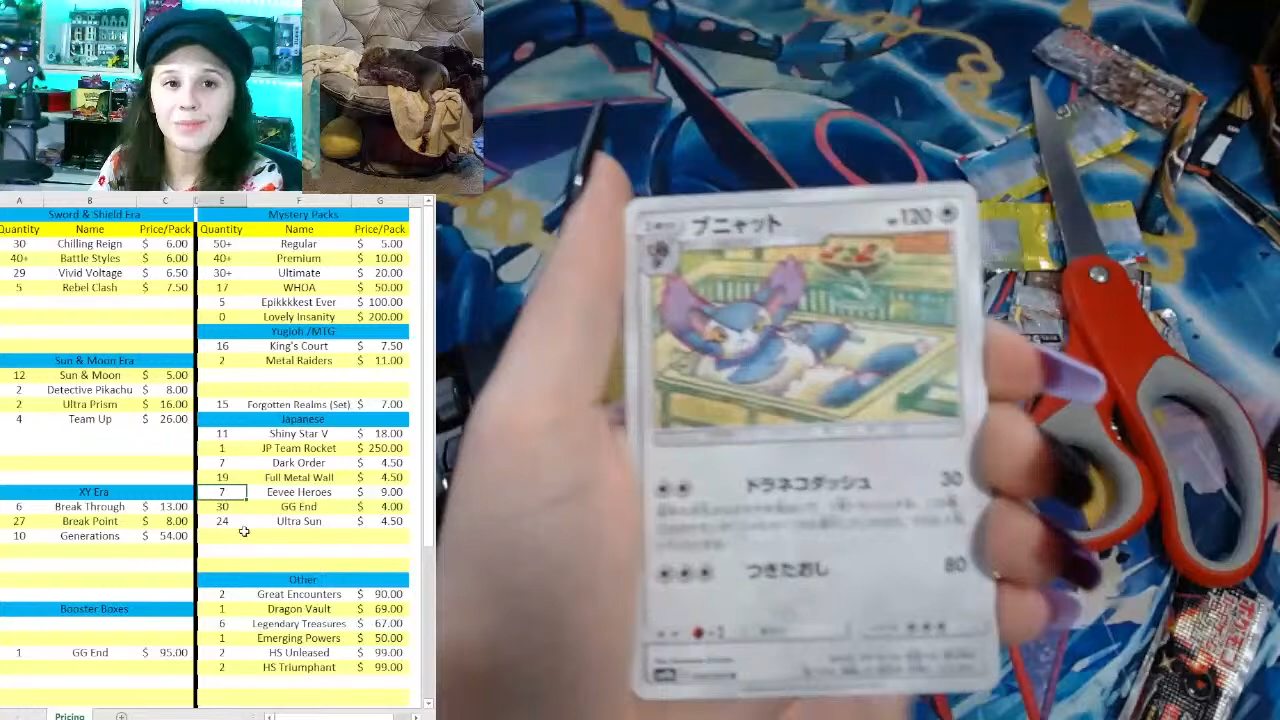 A B C D E F G
Sword & Shield Era Mystery Packs
Quantity Name Price/Pack Quantity Name Price/Pack
30 Chilling Reign $ 6.00 50+ Regular $ 5.00
40+ Battle Styles $ 6.00 40+ Premium $ 10.00
29 Vivid Voltage $ 6.50 30+ Ultimate $ 20.00
5 Rebel Clash $ 7.50 17 WHOA $ 50.00
5 Epikkkkest Ever $ 100.00
0 Lovely Insanity $ 200.00
Yugioh /MTG
16 King's Court $ 7.50
Sun & Moon Era 2 Metal Raiders $ 11.00
12 Sun & Moon $ 5.00
2 Detective Pikachu $ 8.00
2 Ultra Prism $ 16.00 15 Forgotten Realms (Set) $ 7.00
4 Team Up $ 26.00 Japanese
11 Shiny Star V $ 18.00
1 JP Team Rocket $ 250.00
7 Dark Order $ 4.50
19 Full Metal Wall $ 4.50
XY Era 7 Eevee Heroes $ 9.00
6 Break Through $ 13.00 30 GG End $ 4.00
27 Break Point $ 8.00 24 Ultra Sun $ 4.50
10 Generations $ 54.00
Other
2 Great Encounters $ 90.00
Booster Boxes 1 Dragon Vault $ 69.00
6 Legendary Treasures $ 67.00
1 Emerging Powers $ 50.00
1 GG End $ 95.00 2 HS Unleashed $ 99.00
2 HS Triumphant $ 99.00
Pricing
ブニャット HP120
ドラネコダッシュ 30
つきたおし 80